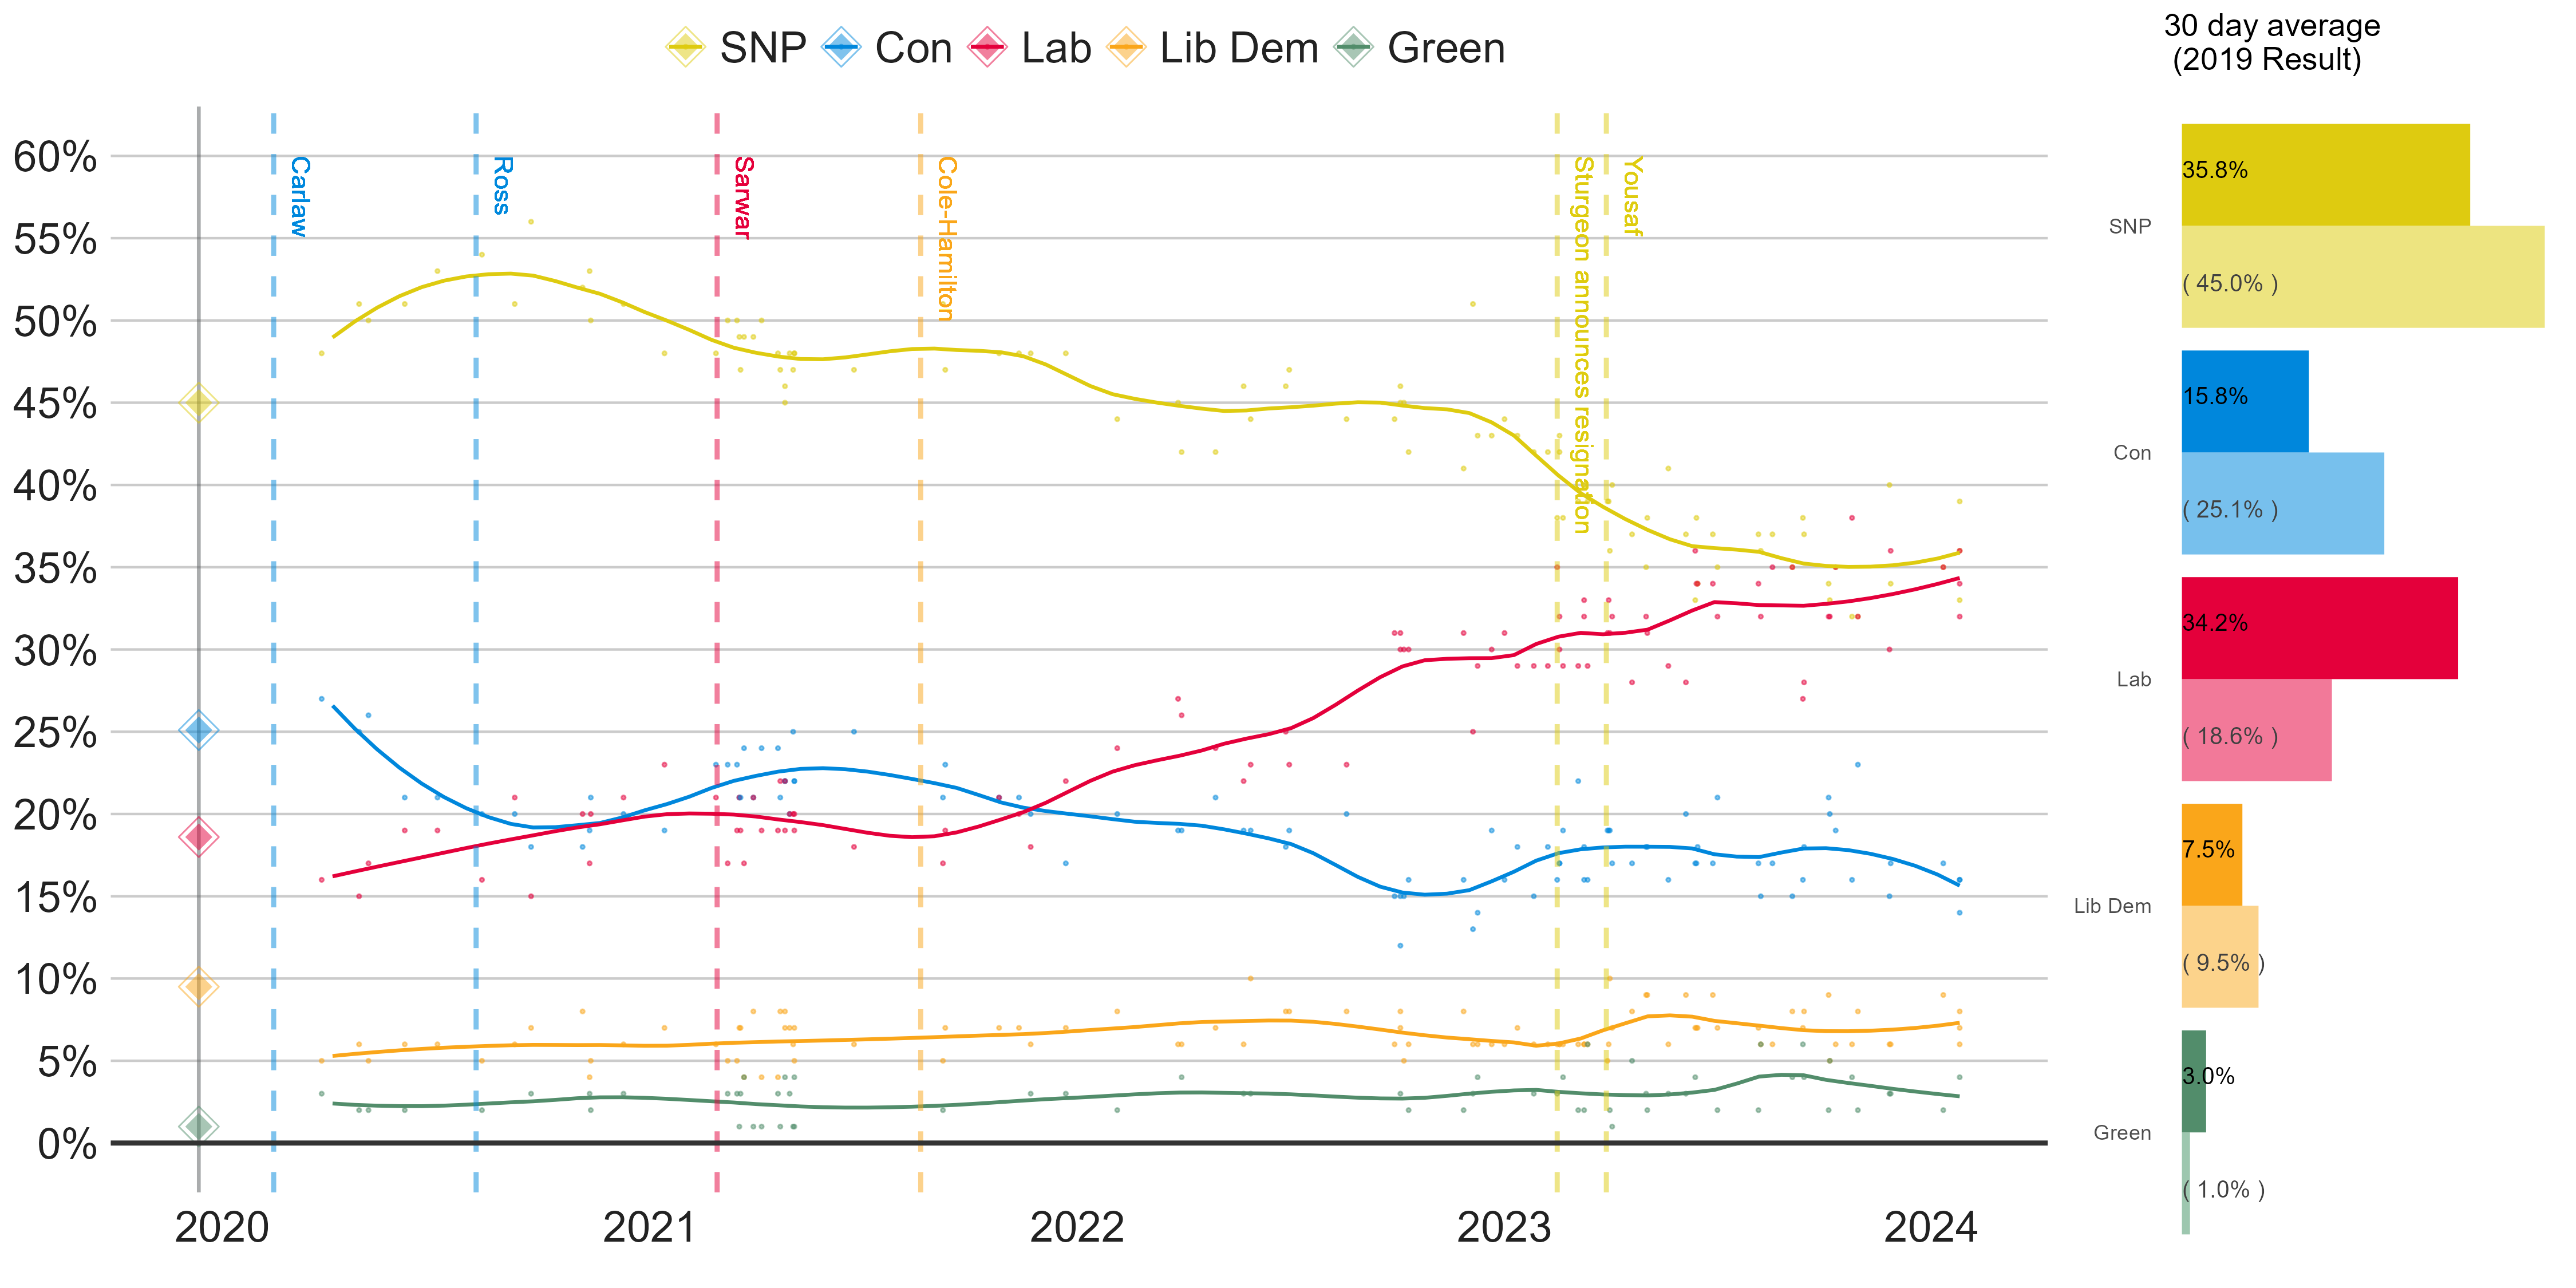 SNP Con Lab Lib Dem Green
30 day average
(2019 Result)
60%
55%
50%
45%
40%
35%
30%
25%
20%
15%
10%
5%
0%
Carlaw
Ross
Sarwar
Cole-Hamilton
Sturgeon announces resignation
Yousaf
2020 2021 2022 2023 2024
SNP
35.8%
( 45.0% )
Con
15.8%
( 25.1% )
Lab
34.2%
( 18.6% )
Lib Dem
7.5%
( 9.5% )
Green
3.0%
( 1.0% )